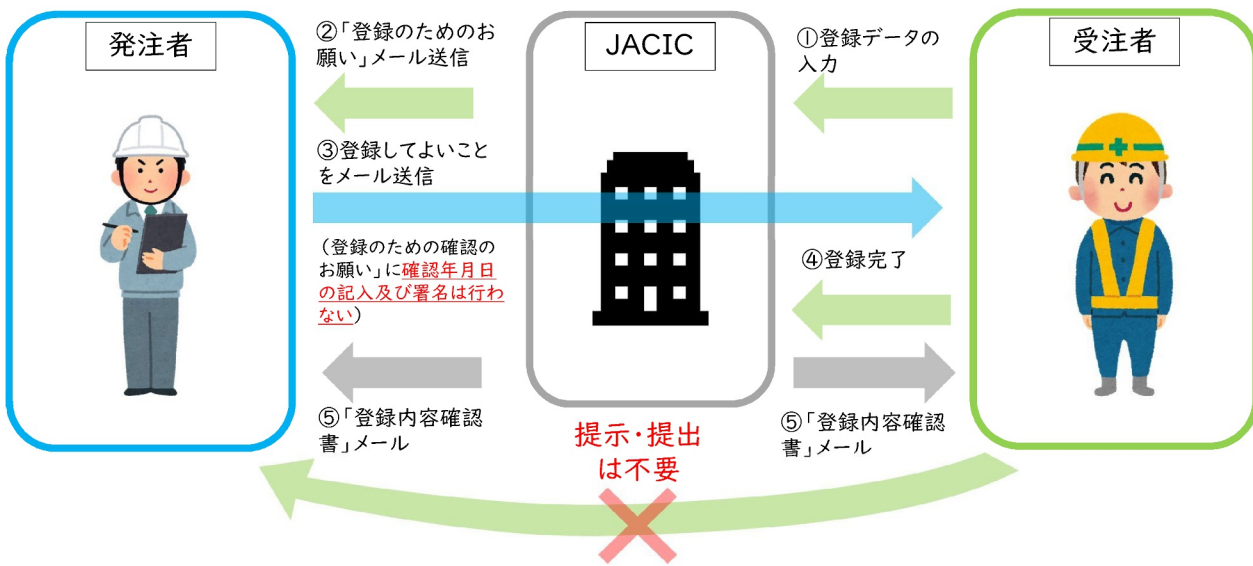 発注者
②「登録のためのお
願い」メール送信
JACIC
①登録データの
入力
受注者
③登録してよいこと
をメール送信
(登録のための確認の
お願い」に確認年月日
の記入及び署名は行わ
ない)
④登録完了
⑤「登録内容確認
書」メール
提示・提出
は不要
⑤「登録内容確認
書」メール